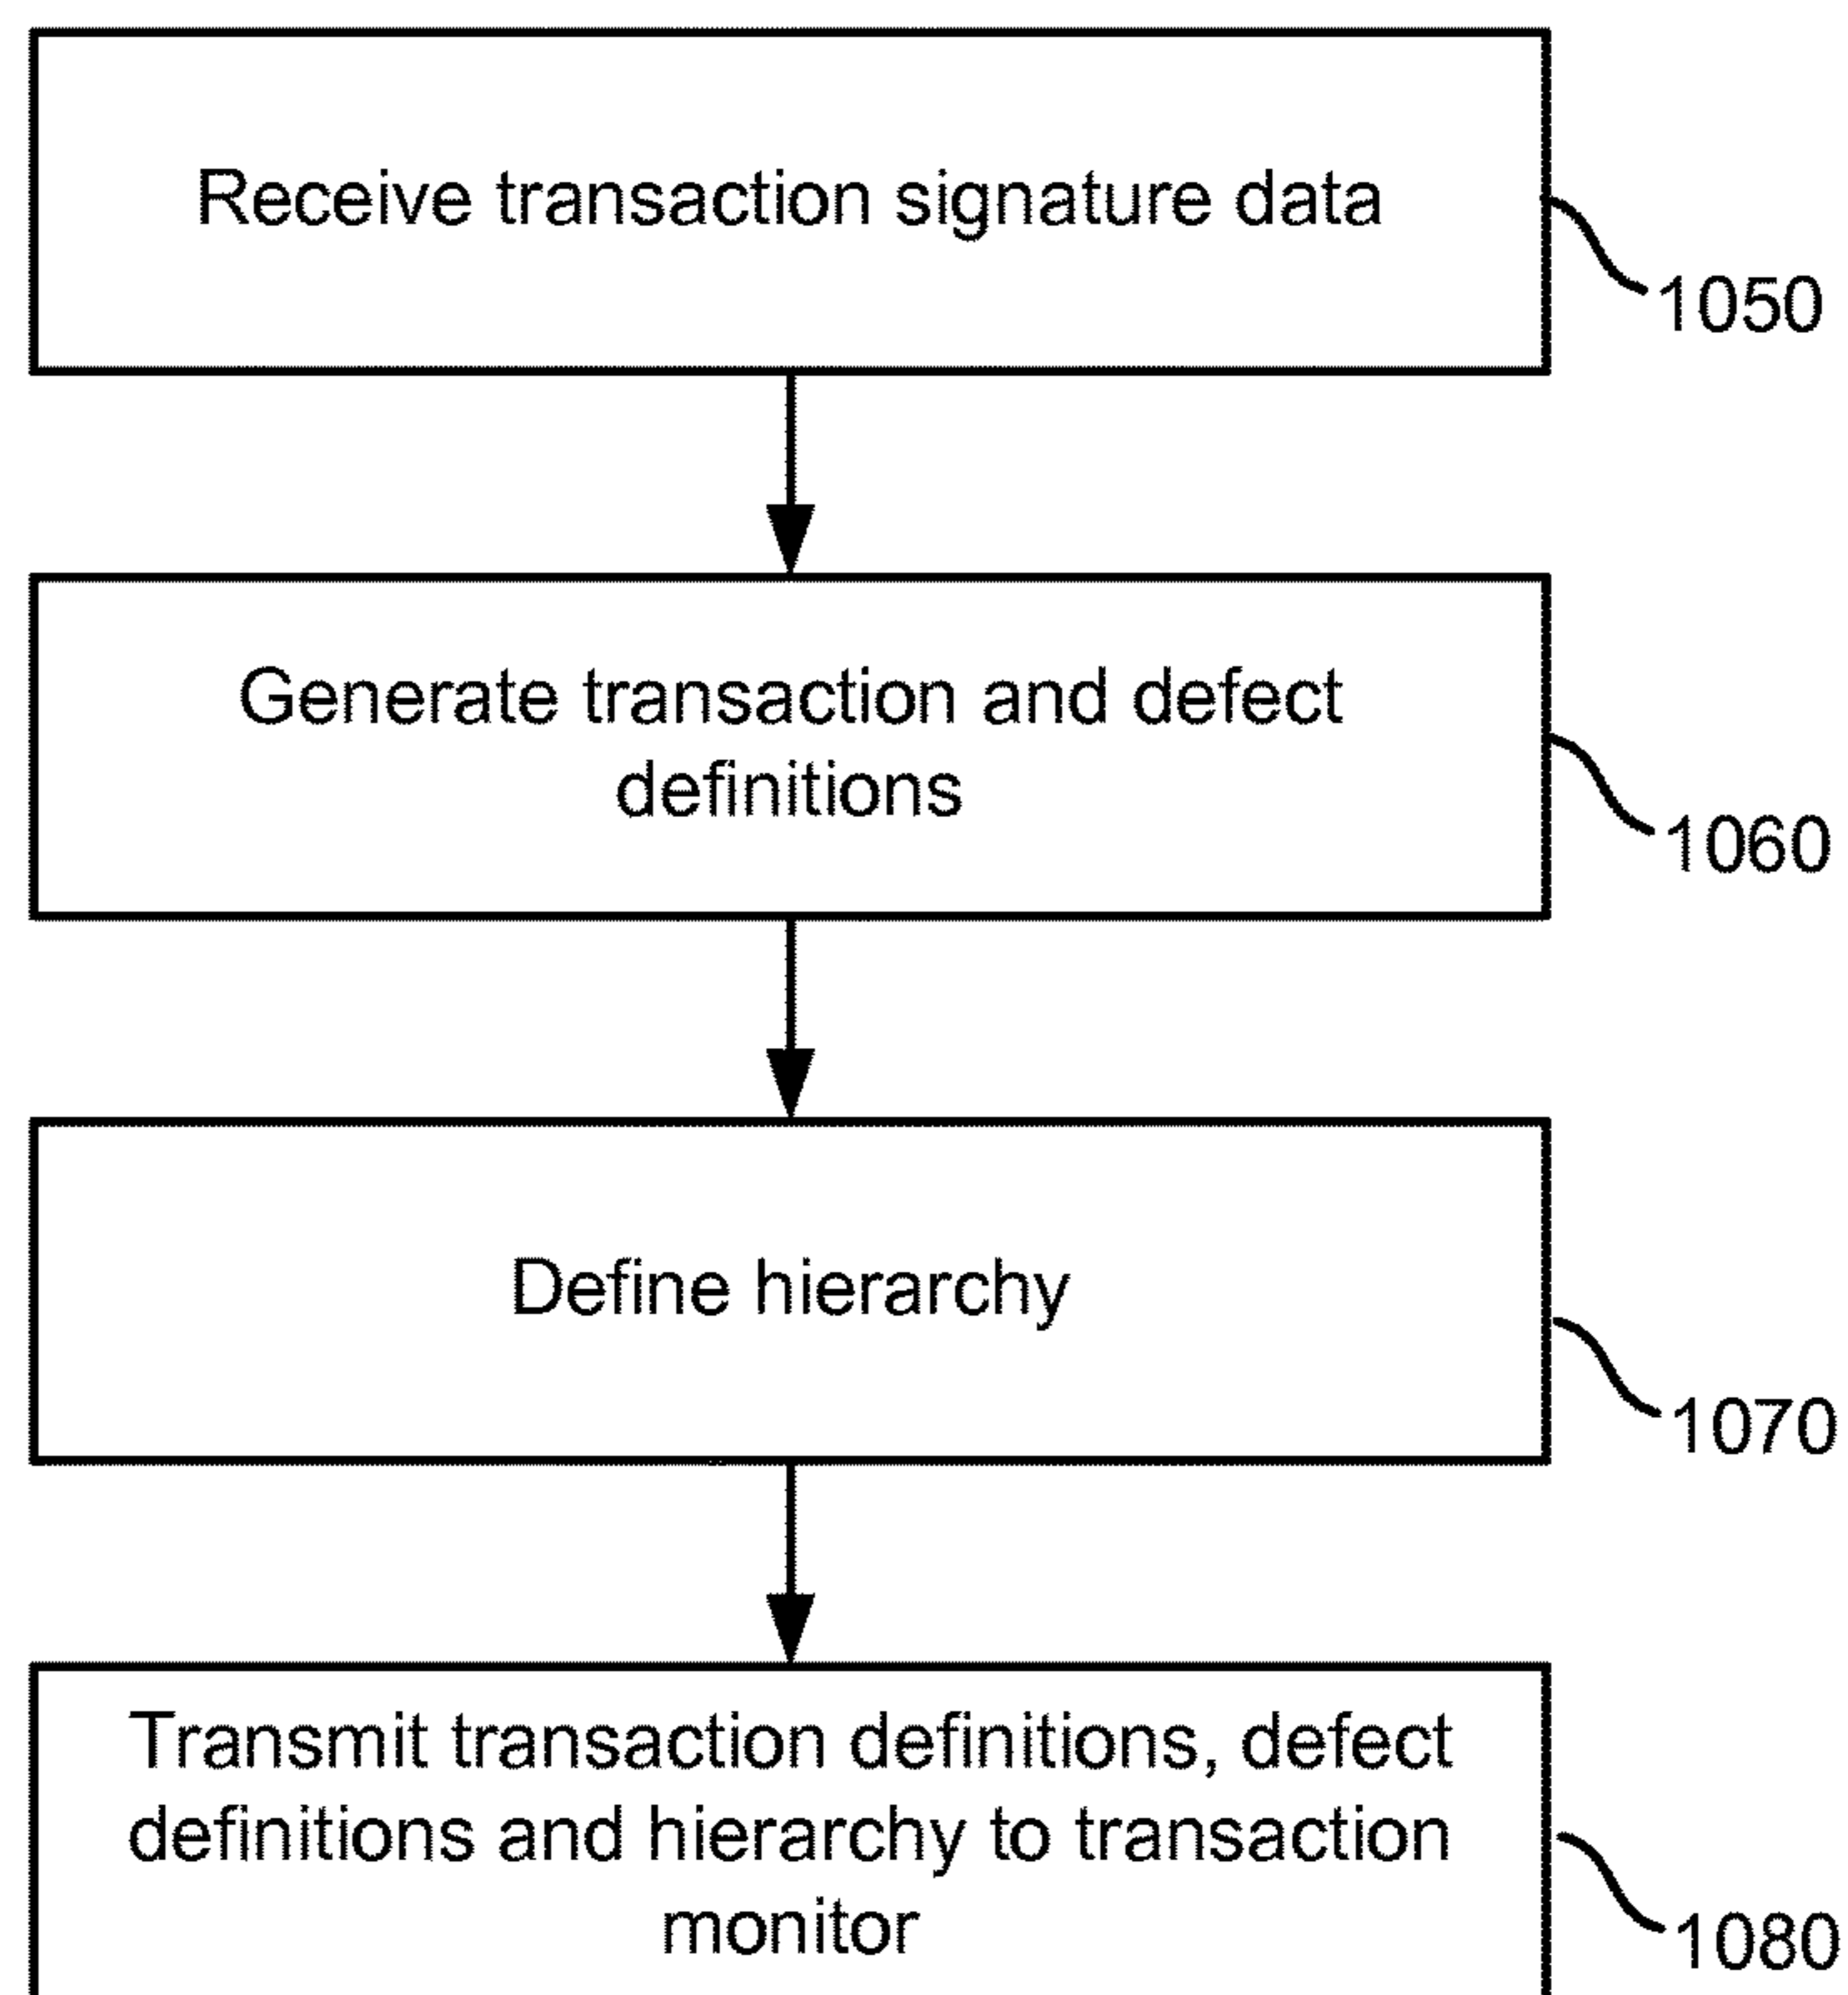 Receive transaction signature data
1050
Generate transaction and defect
definitions
1060
Define hierarchy
1070
Transmit transaction definitions, defect
definitions and hierarchy to transaction
monitor
1080